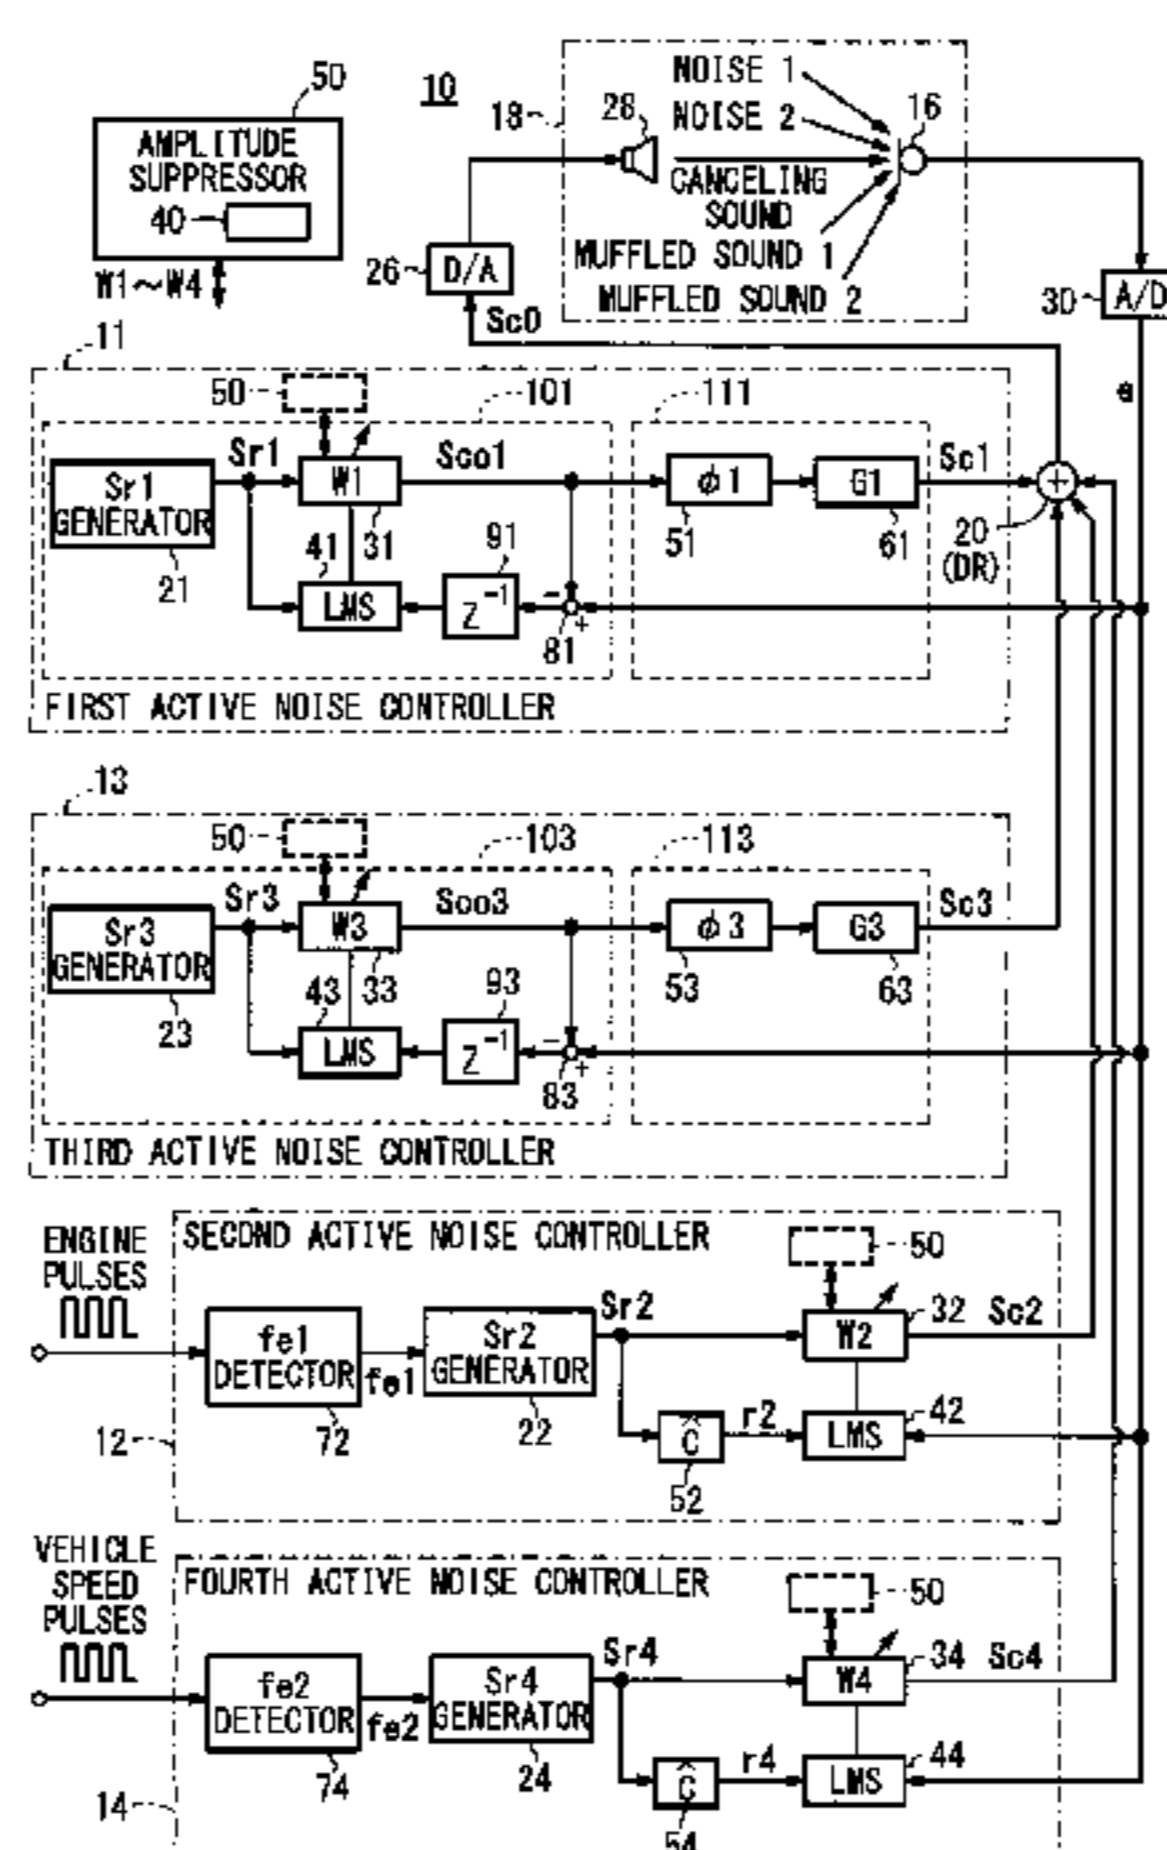 50
10
AMPLITUDE
SUPPRESSOR
40
W1~W4
18
28
NOISE 1
NOISE 2
16
CANCELING
SOUND
MUFFLED SOUND 1
MUFFLED SOUND 2
26
D/A
Sc0
30
A/D
e
11
50
101
111
Sr1
GENERATOR
21
Sr1
W1
31
Sco1
ϕ1
51
G1
61
Sc1
20
(DR)
41
LMS
91
Z-1
-
+
81
FIRST ACTIVE NOISE CONTROLLER
13
50
103
113
Sr3
GENERATOR
23
Sr3
W3
33
Sco3
ϕ3
53
G3
63
Sc3
43
LMS
93
Z-1
-
+
83
THIRD ACTIVE NOISE CONTROLLER
ENGINE
PULSES
SECOND ACTIVE NOISE CONTROLLER
50
fe1
DETECTOR
72
fe1
Sr2
GENERATOR
22
Sr2
W2
32
Sc2
12
Ĉ
52
r2
LMS
42
VEHICLE
SPEED
PULSES
FOURTH ACTIVE NOISE CONTROLLER
50
fe2
DETECTOR
74
fe2
Sr4
GENERATOR
24
Sr4
W4
34
Sc4
14
Ĉ
54
r4
LMS
44